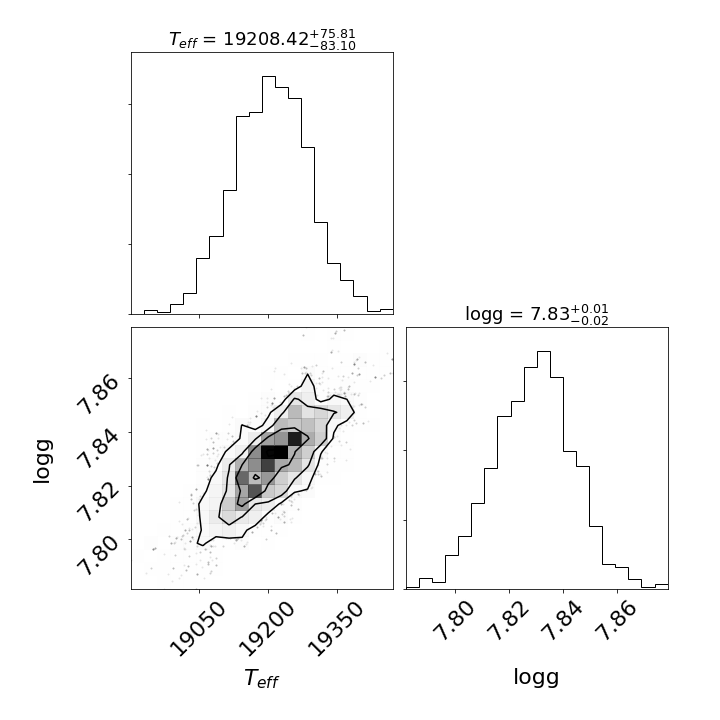 T_eff = 19208.42^{+75.81}_{-83.10}
logg = 7.83^{+0.01}_{-0.02}
logg
7.86
7.84
7.82
7.80
19050
19200
19350
T_eff
7.80
7.82
7.84
7.86
logg